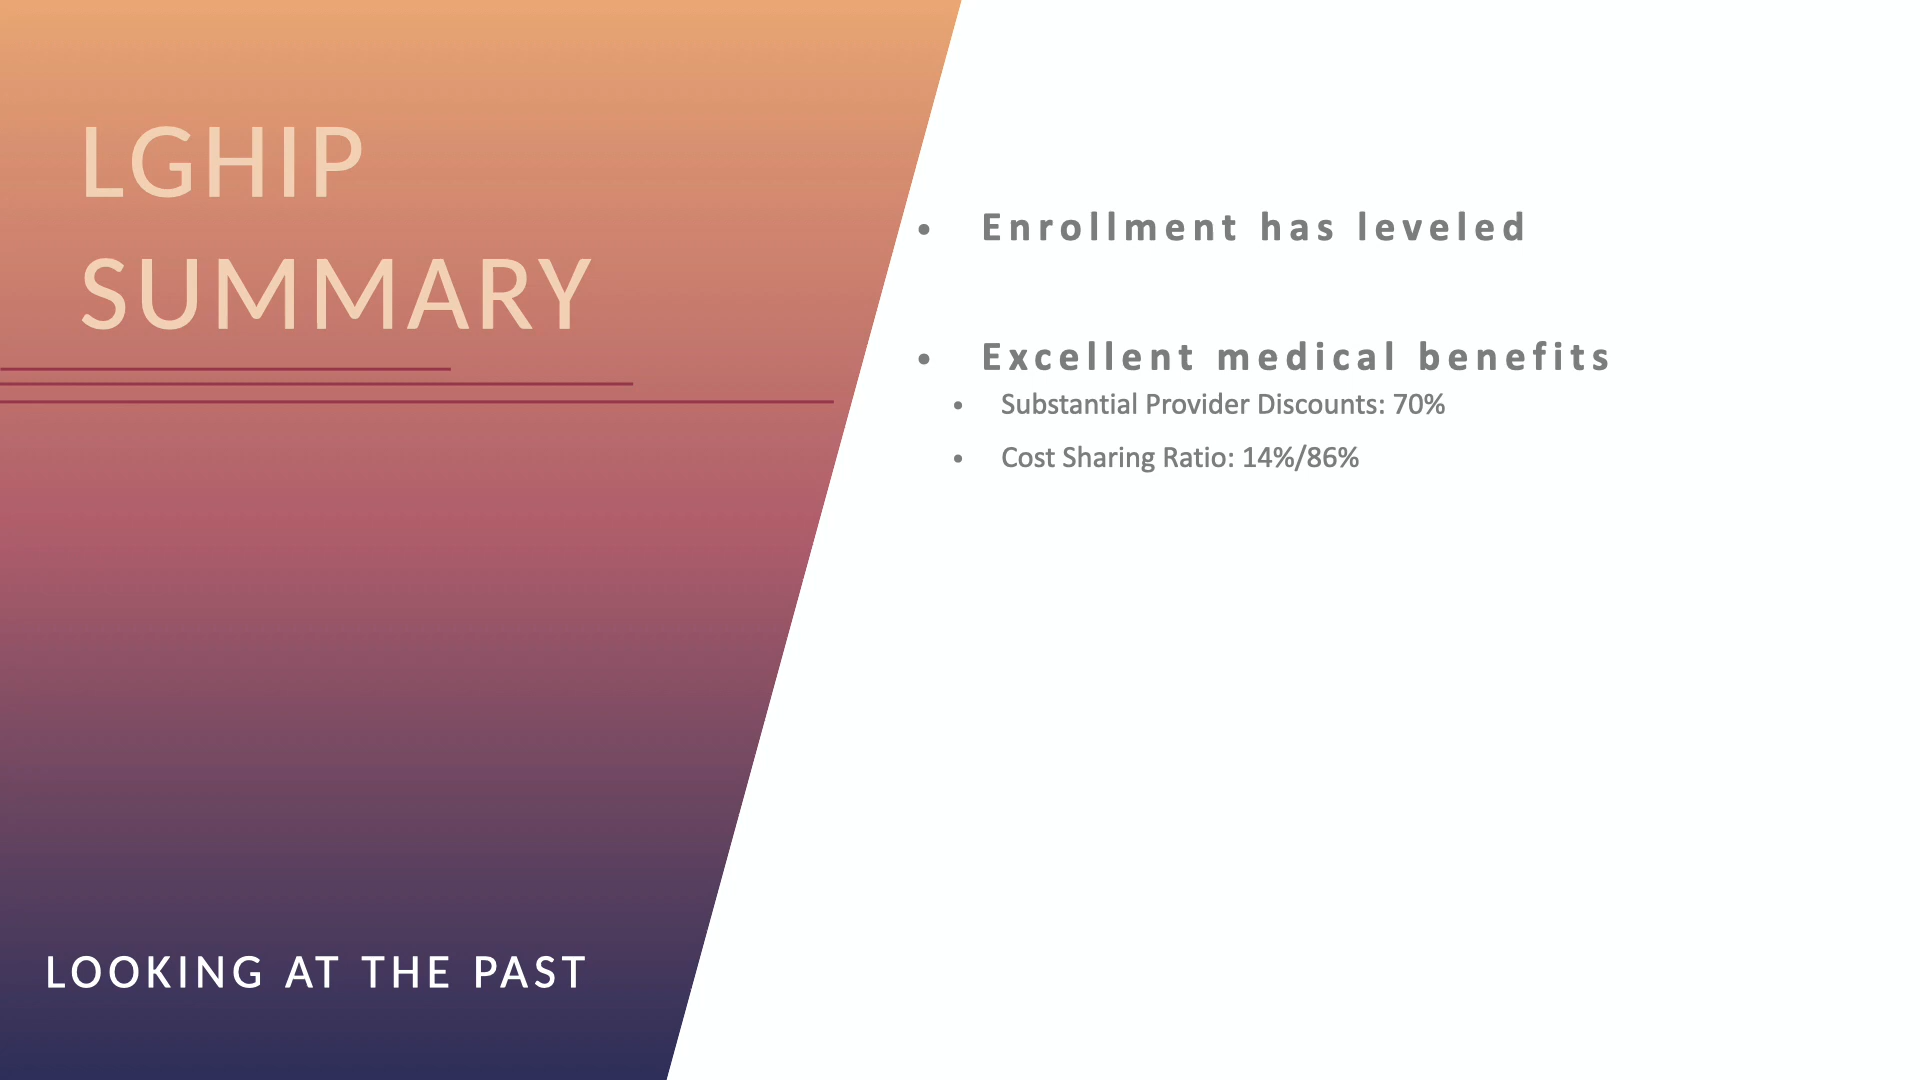 LGHIP
SUMMARY
• Enrollment has leveled
• Excellent medical benefits
• Substantial Provider Discounts: 70%
• Cost Sharing Ratio: 14%/86%
LOOKING AT THE PAST